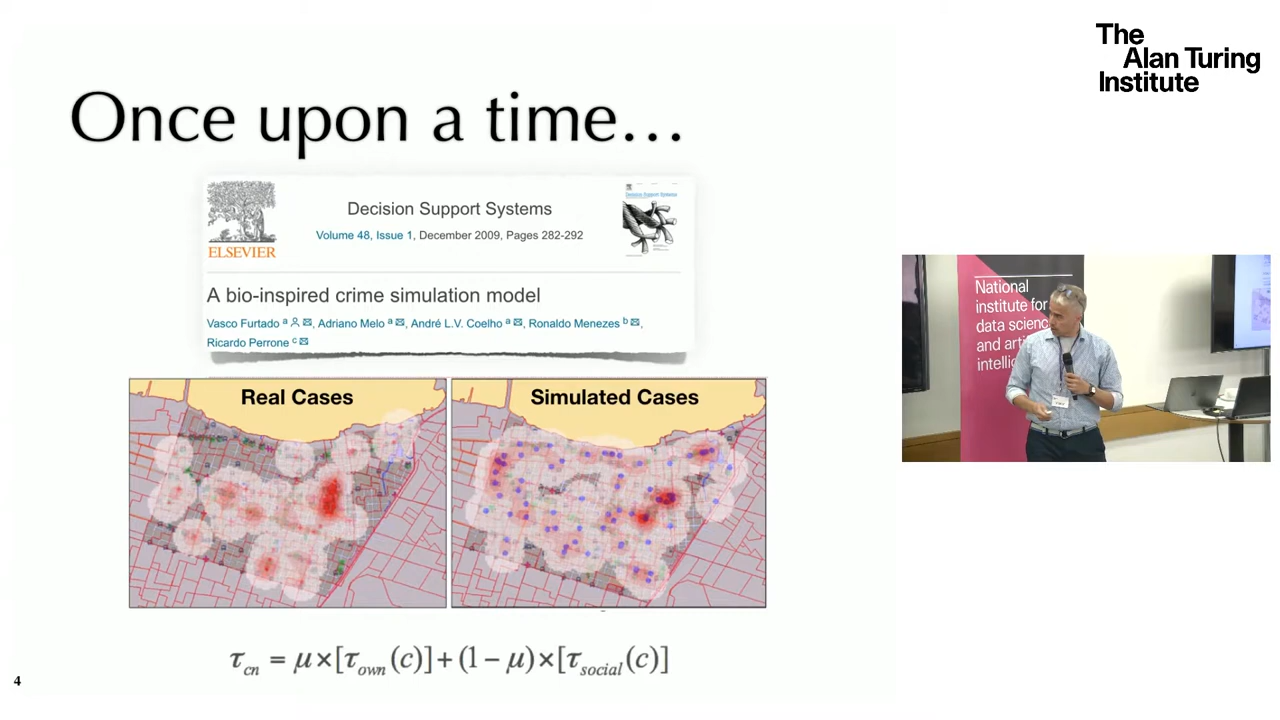 The
Alan Turing
Institute
Once upon a time…
ELSEVIER
Decision Support Systems
Volume 48, Issue 1, December 2009, Pages 282-292
A bio-inspired crime simulation model
Vasco Furtado a ✉, Adriano Melo a ✉, André L.V. Coelho a ✉, Ronaldo Menezes b ✉,
Ricardo Perrone c ✉
Real Cases
Simulated Cases
τcn = μ×[τown(c)]+(1−μ)×[τsocial(c)]
4
National
institute for
data scienc
and art
intelli